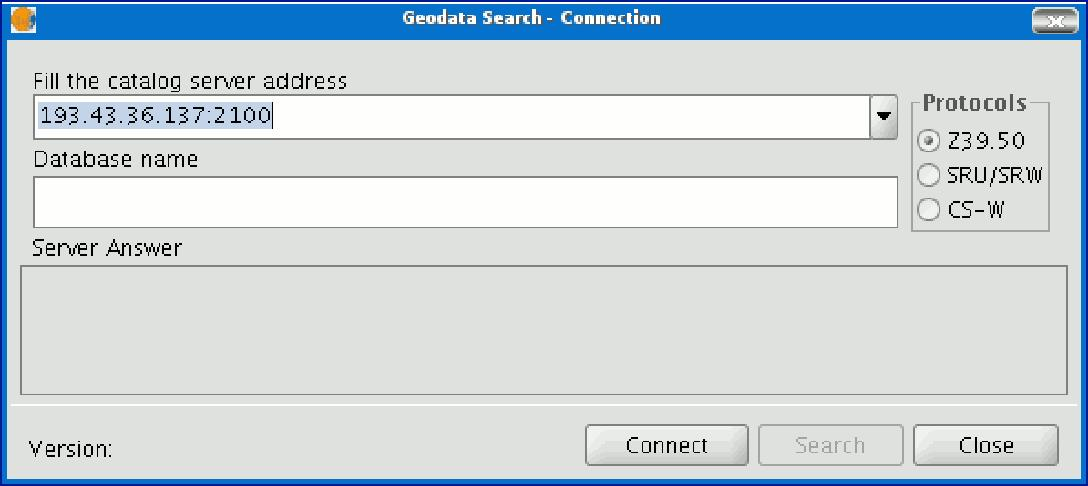 Geodata Search - Connection
Fill the catalog server address
193.43.36.137:2100
Protocols
Z39.50
Database name
SRU/SRW
CS-W
Server Answer
Version:
Connect
Search
Close